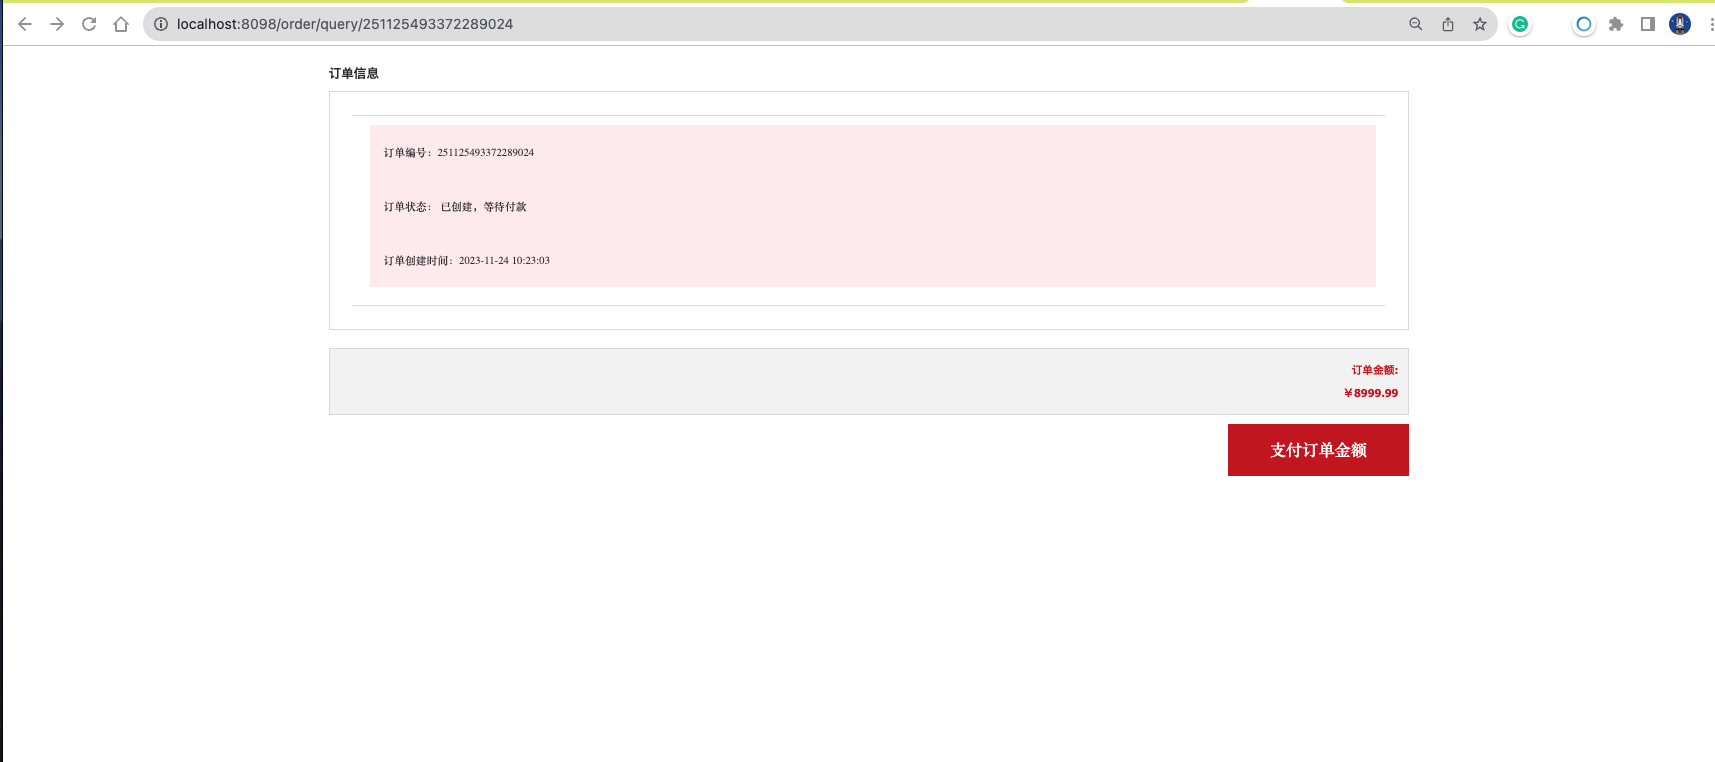 localhost:8098/order/query/251125493372289024
订单信息
订单编号：251125493372289024
订单状态： 已创建，等待付款
订单创建时间：2023-11-24 10:23:03
订单金额:
￥8999.99
支付订单金额